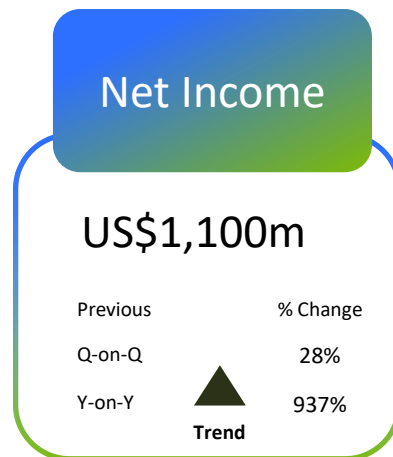 Net Income
US$1,100m
Previous % Change
Q-on-Q 28%
Y-on-Y 937%
Trend